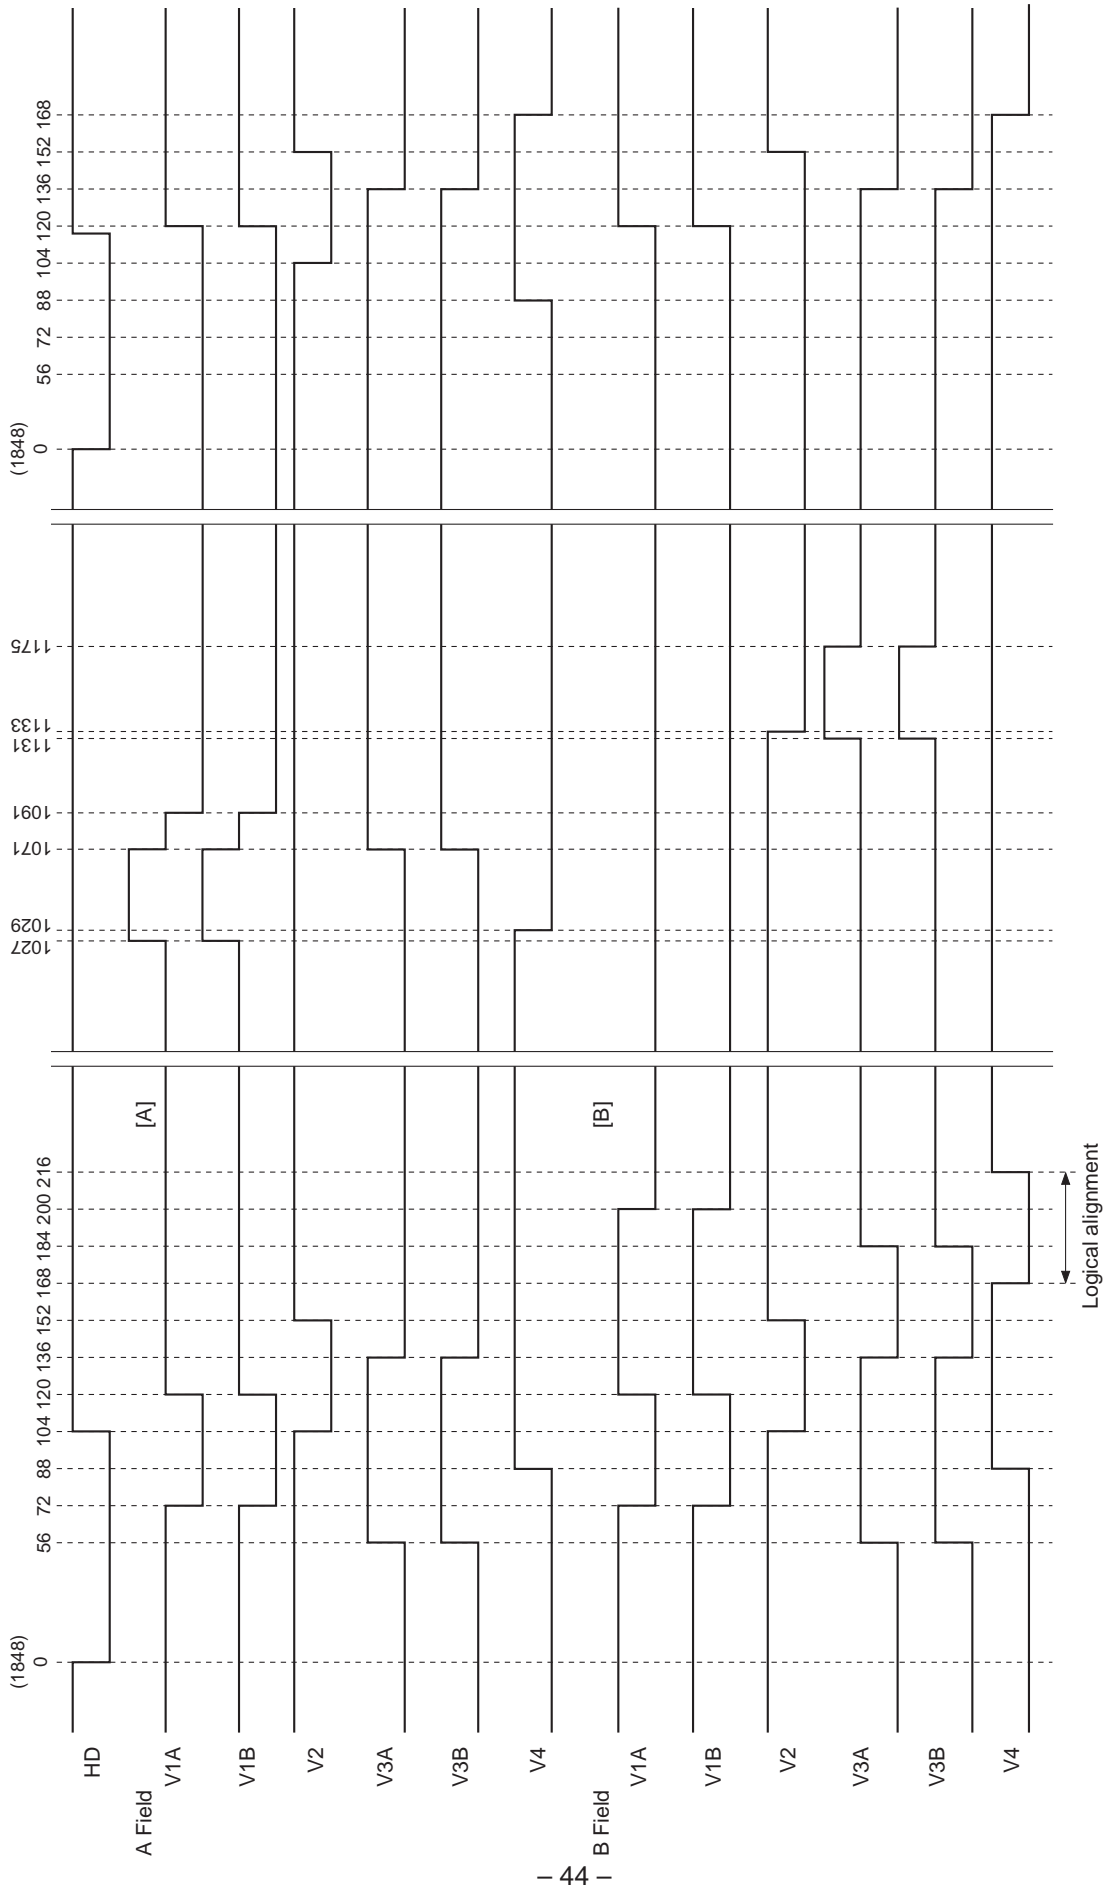 HD
A Field
V1A
V1B
V2
V3A
V3B
V4
B Field
V1A
V1B
V2
V3A
V3B
V4
(1848)
0
56
72
88
104
120
136
152
168
184
200
216
[A]
[B]
Logical alignment
1027
1029
1071
1091
1131
1133
1175
(1848)
0
56
72
88
104
120
136
152
168
– 44 –